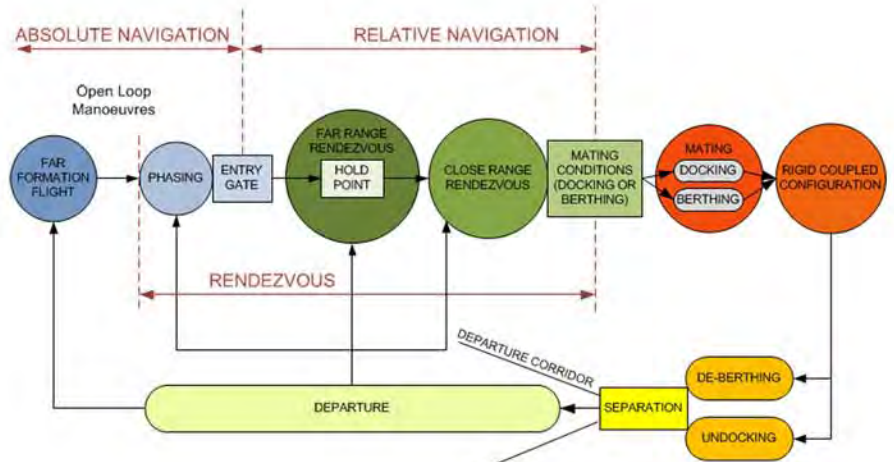 ABSOLUTE NAVIGATION
RELATIVE NAVIGATION
Open Loop
Manoeuvres
FAR
FORMATION
FLIGHT
PHASING
ENTRY
GATE
FAR RANGE
RENDEZVOUS
HOLD
POINT
CLOSE RANGE
RENDEZVOUS
MATING
CONDITIONS
(DOCKING OR
BERTHING)
MATING
DOCKING
BERTHING
RIGID COUPLED
CONFIGURATION
RENDEZVOUS
DEPARTURE CORRIDOR
DEPARTURE
SEPARATION
DE-BERTHING
UNDOCKING